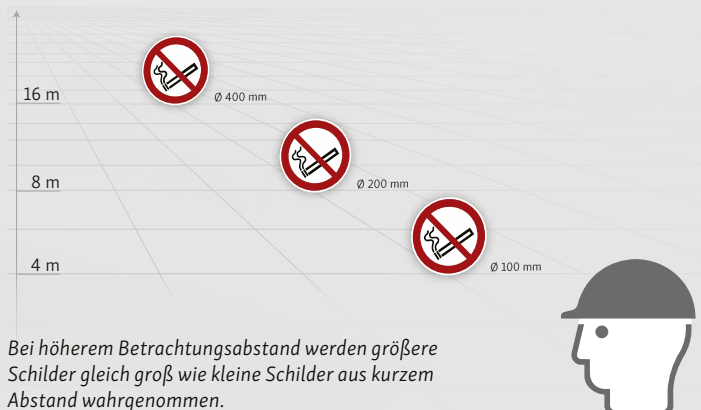 16 m
Ø 400 mm
8 m
Ø 200 mm
4 m
Ø 100 mm
Bei höherem Betrachtungsabstand werden größere
Schilder gleich groß wie kleine Schilder aus kurzem
Abstand wahrgenommen.